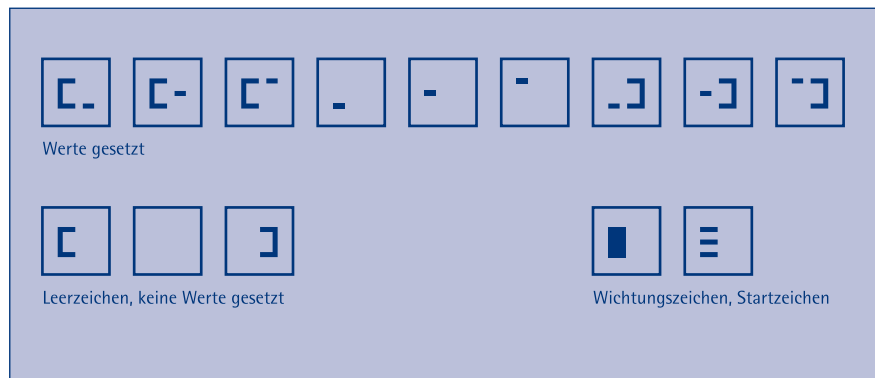 Werte gesetzt
Leerzeichen, keine Werte gesetzt
Wichtungszeichen, Startzeichen